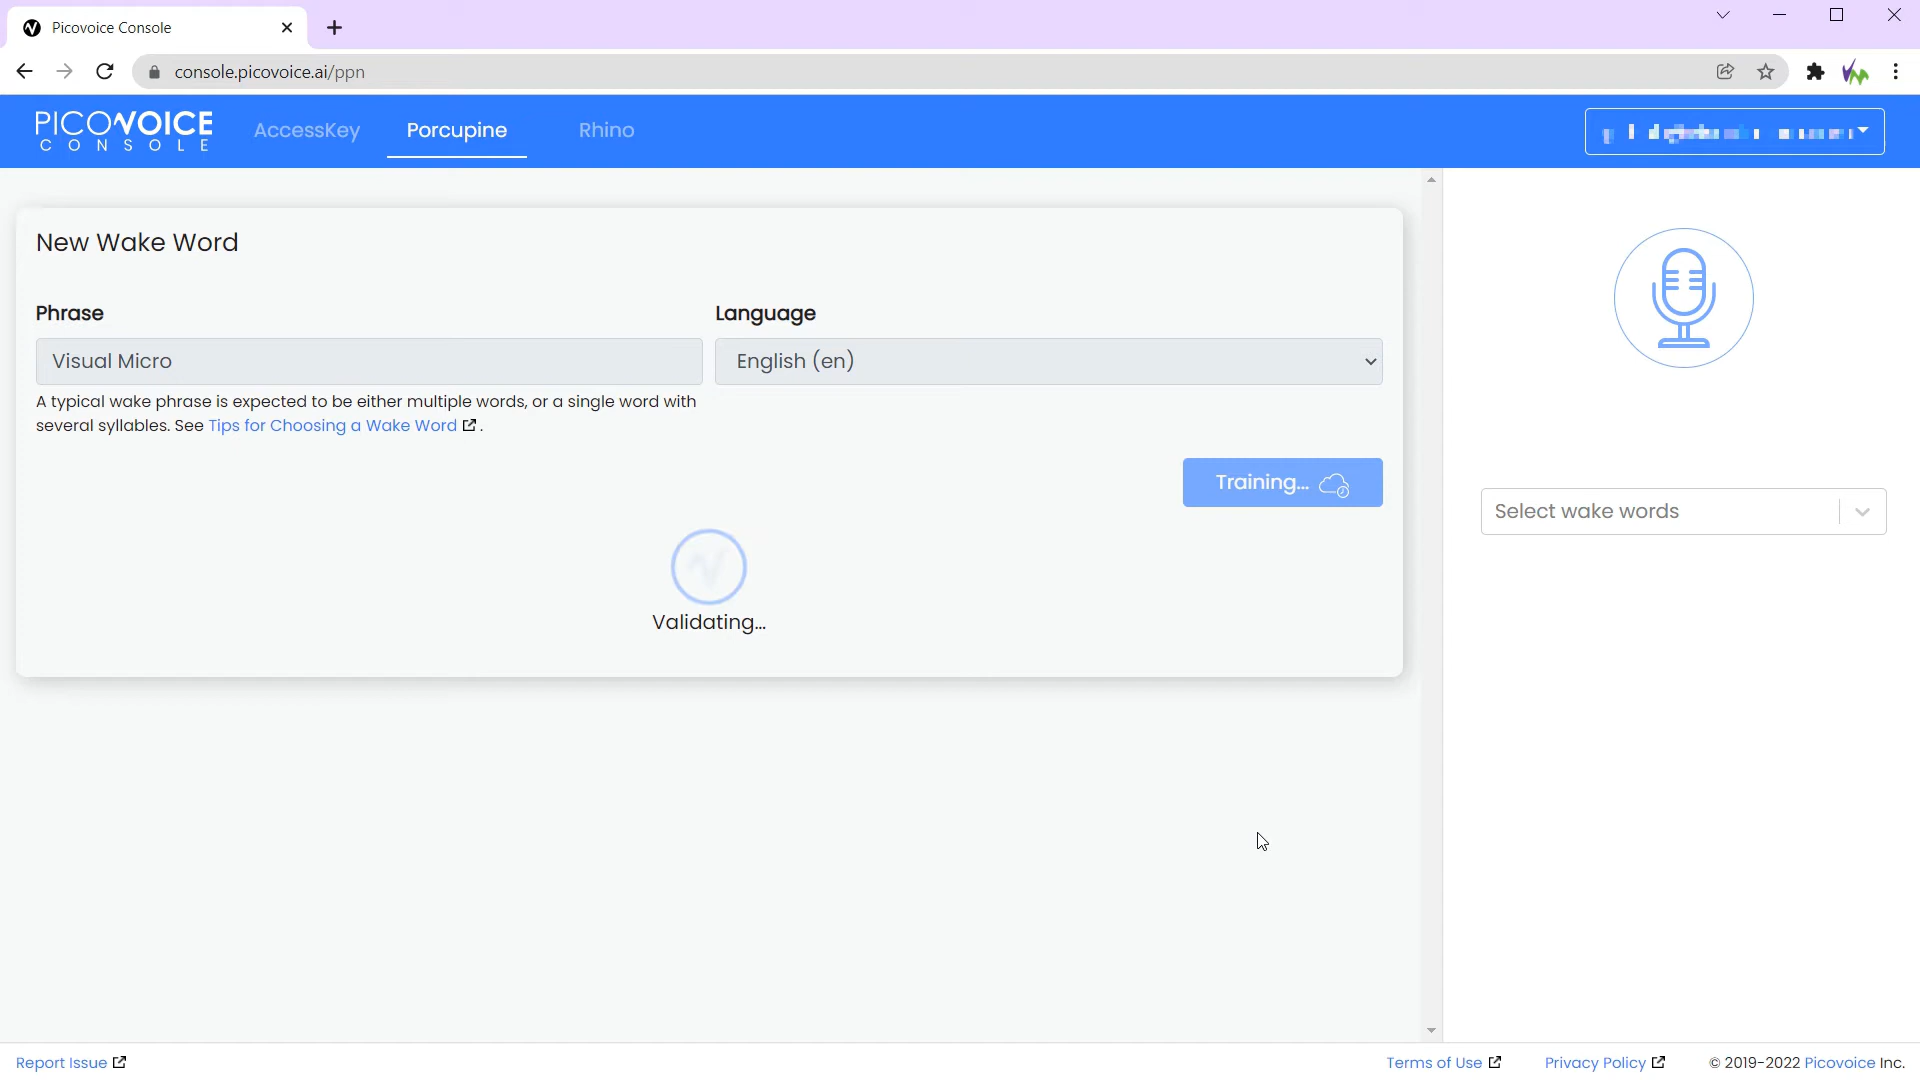 Picovoice Console
console.picovoice.ai/ppn
PICOVOICE
CONSOLE
AccessKey
Porcupine
Rhino
New Wake Word
Phrase
Language
Visual Micro
English (en)
A typical wake phrase is expected to be either multiple words, or a single word with
several syllables. See Tips for Choosing a Wake Word .
Training...
Validating...
Select wake words
Report Issue
Terms of Use
Privacy Policy
© 2019-2022 Picovoice Inc.